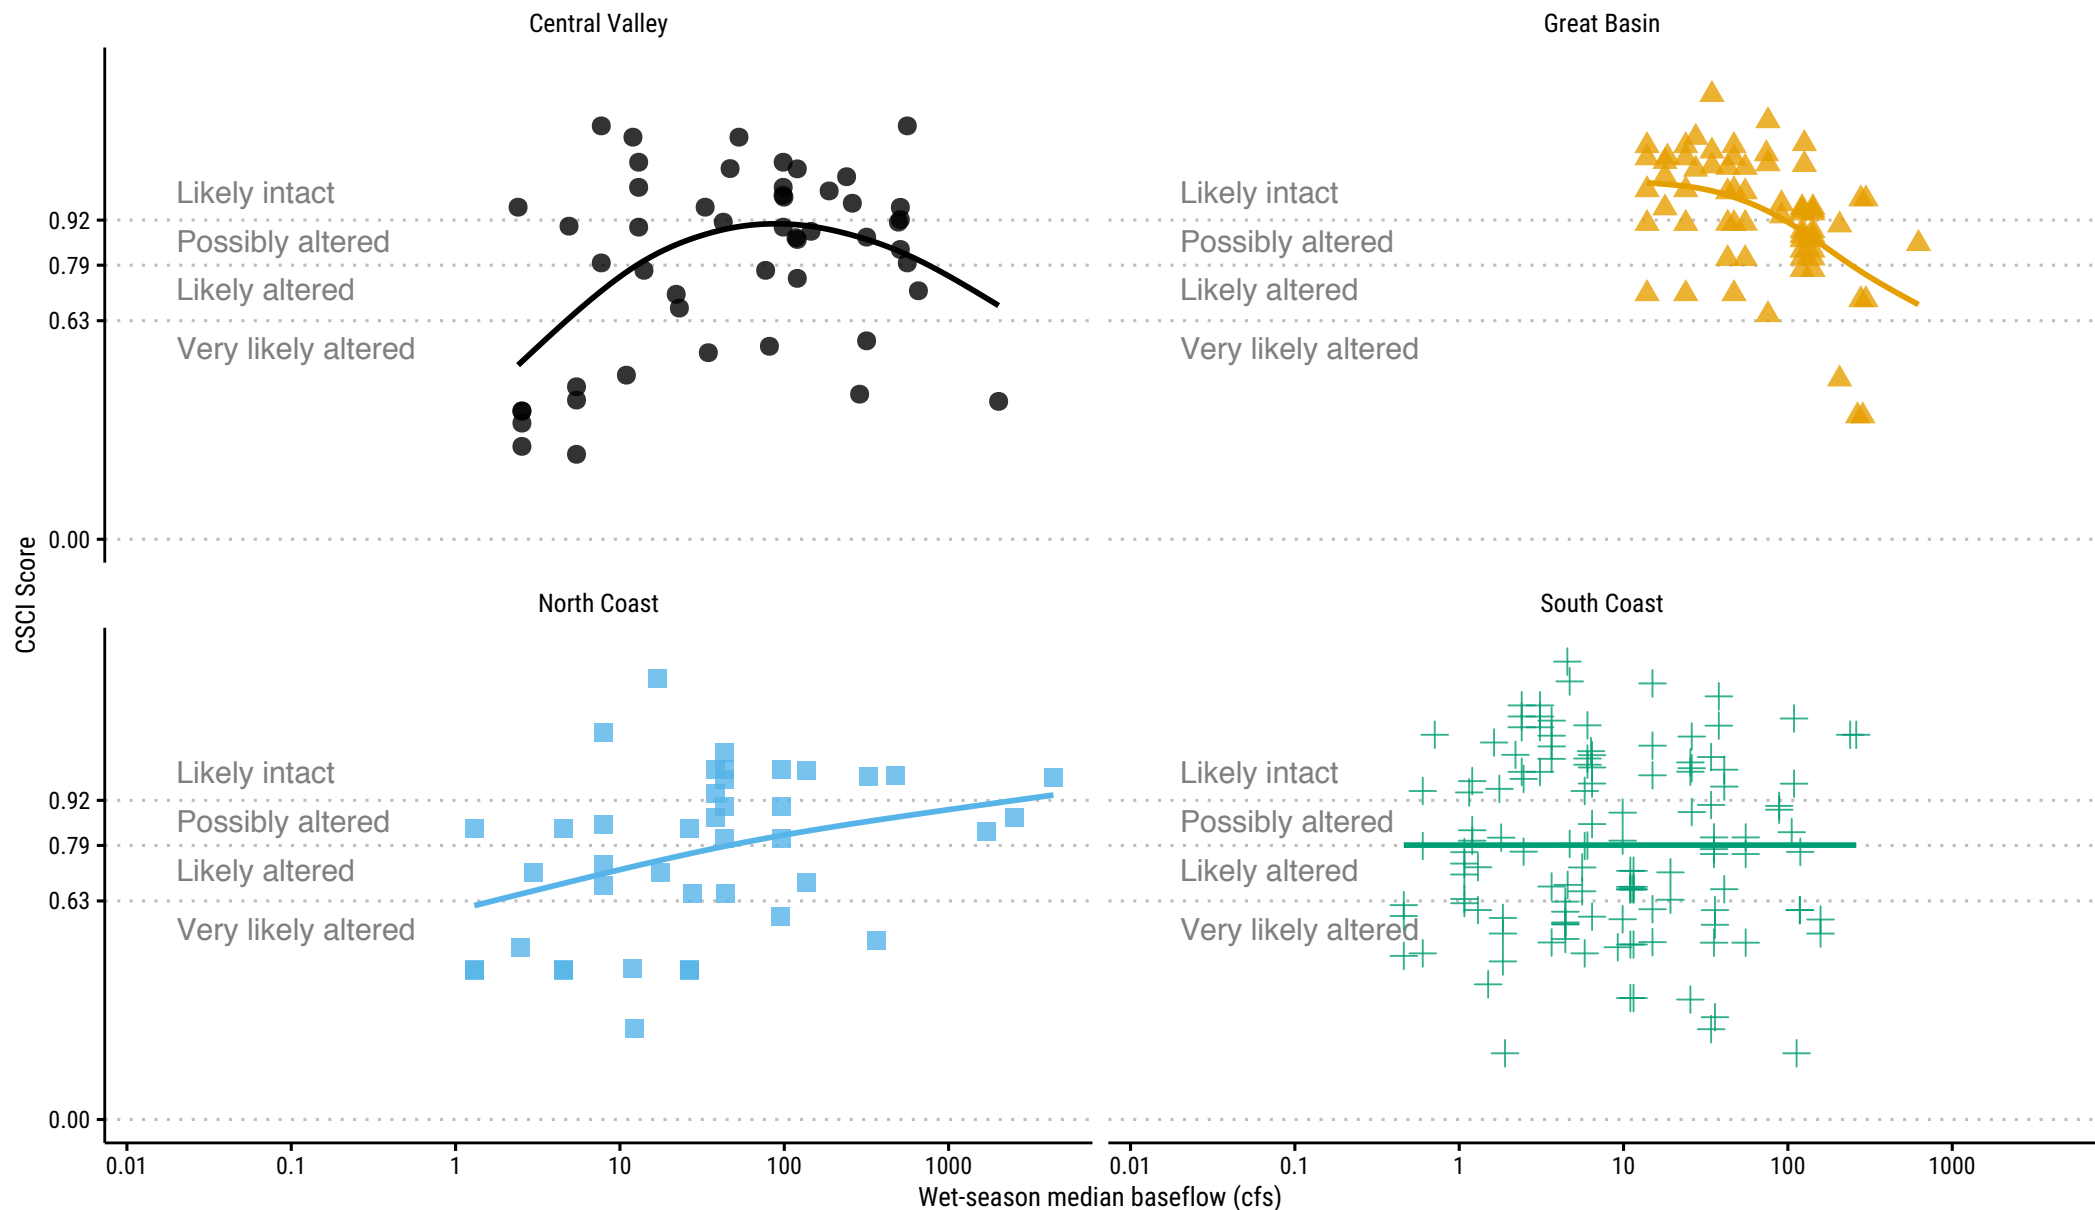 Central Valley
Great Basin
Likely intact
Likely intact
0.92
Possibly altered
Possibly altered
0.79
Likely altered
Likely altered
0.63
Very likely altered
Very likely altered
0.00
CSCI Score
North Coast
South Coast
Likely intact
Likely intact
0.92
Possibly altered
Possibly altered
0.79
Likely altered
Likely altered
0.63
Very likely altered
Very likely altered
0.00
0.01 0.1 1 10 100 1000
0.01 0.1 1 10 100 1000
Wet-season median baseflow (cfs)